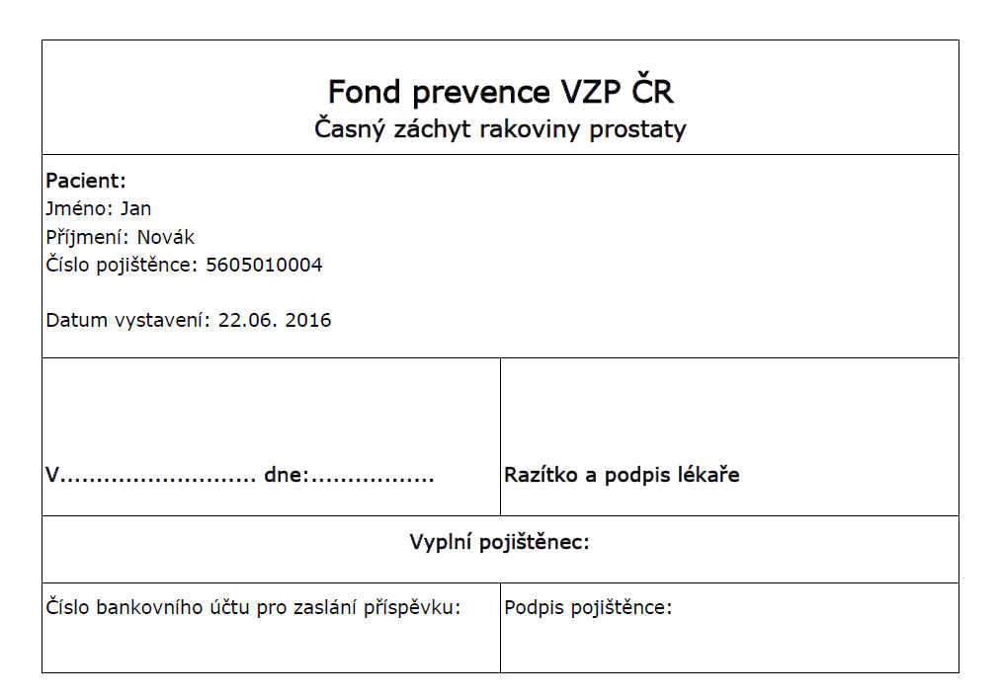 Fond prevence VZP ČR
Časný záchyt rakoviny prostaty
Pacient:
Jméno: Jan
Příjmení: Novák
Číslo pojištěnce: 5605010004
Datum vystavení: 22.06. 2016
V........................... dne:.................
Razítko a podpis lékaře
Vyplní pojištěnec:
Číslo bankovního účtu pro zaslání příspěvku:
Podpis pojištěnce: